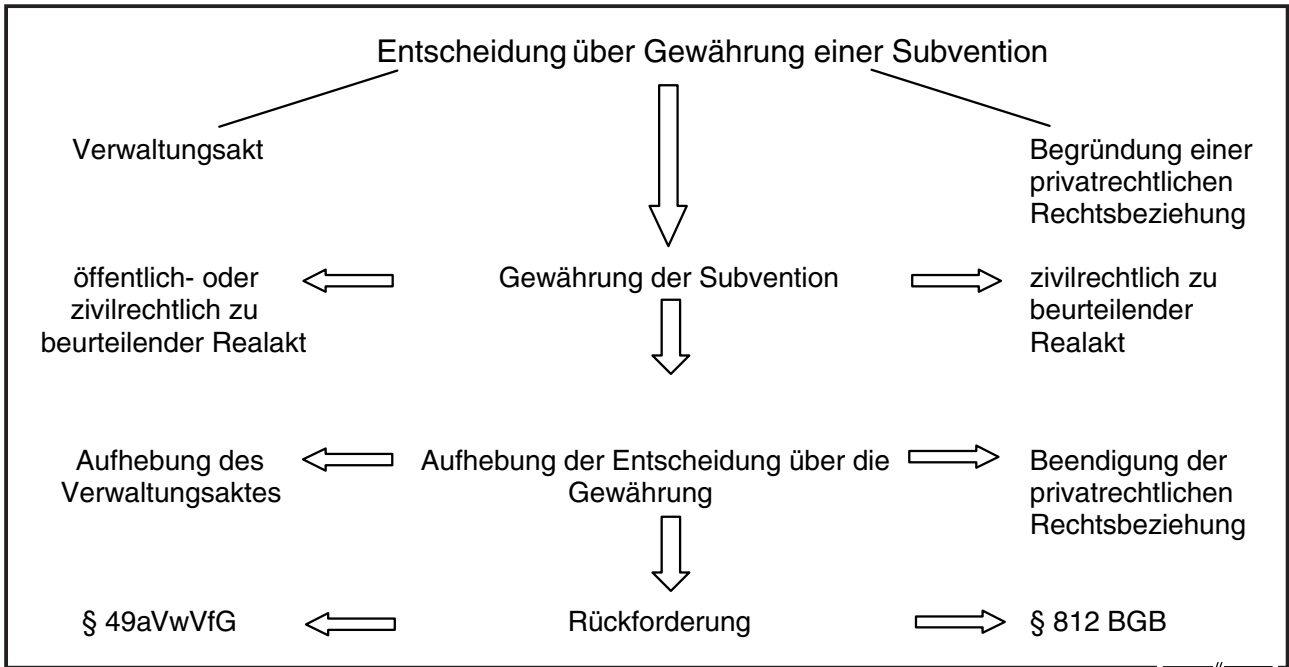 Entscheidung über Gewährung einer Subvention
Verwaltungsakt
Begründung einer
privatrechtlichen
Rechtsbeziehung
öffentlich- oder
zivilrechtlich zu
beurteilender Realakt
Gewährung der Subvention
zivilrechtlich zu
beurteilender
Realakt
Aufhebung des
Verwaltungsaktes
Aufhebung der Entscheidung über die
Gewährung
Beendigung der
privatrechtlichen
Rechtsbeziehung
§ 49aVwVfG
Rückforderung
§ 812 BGB